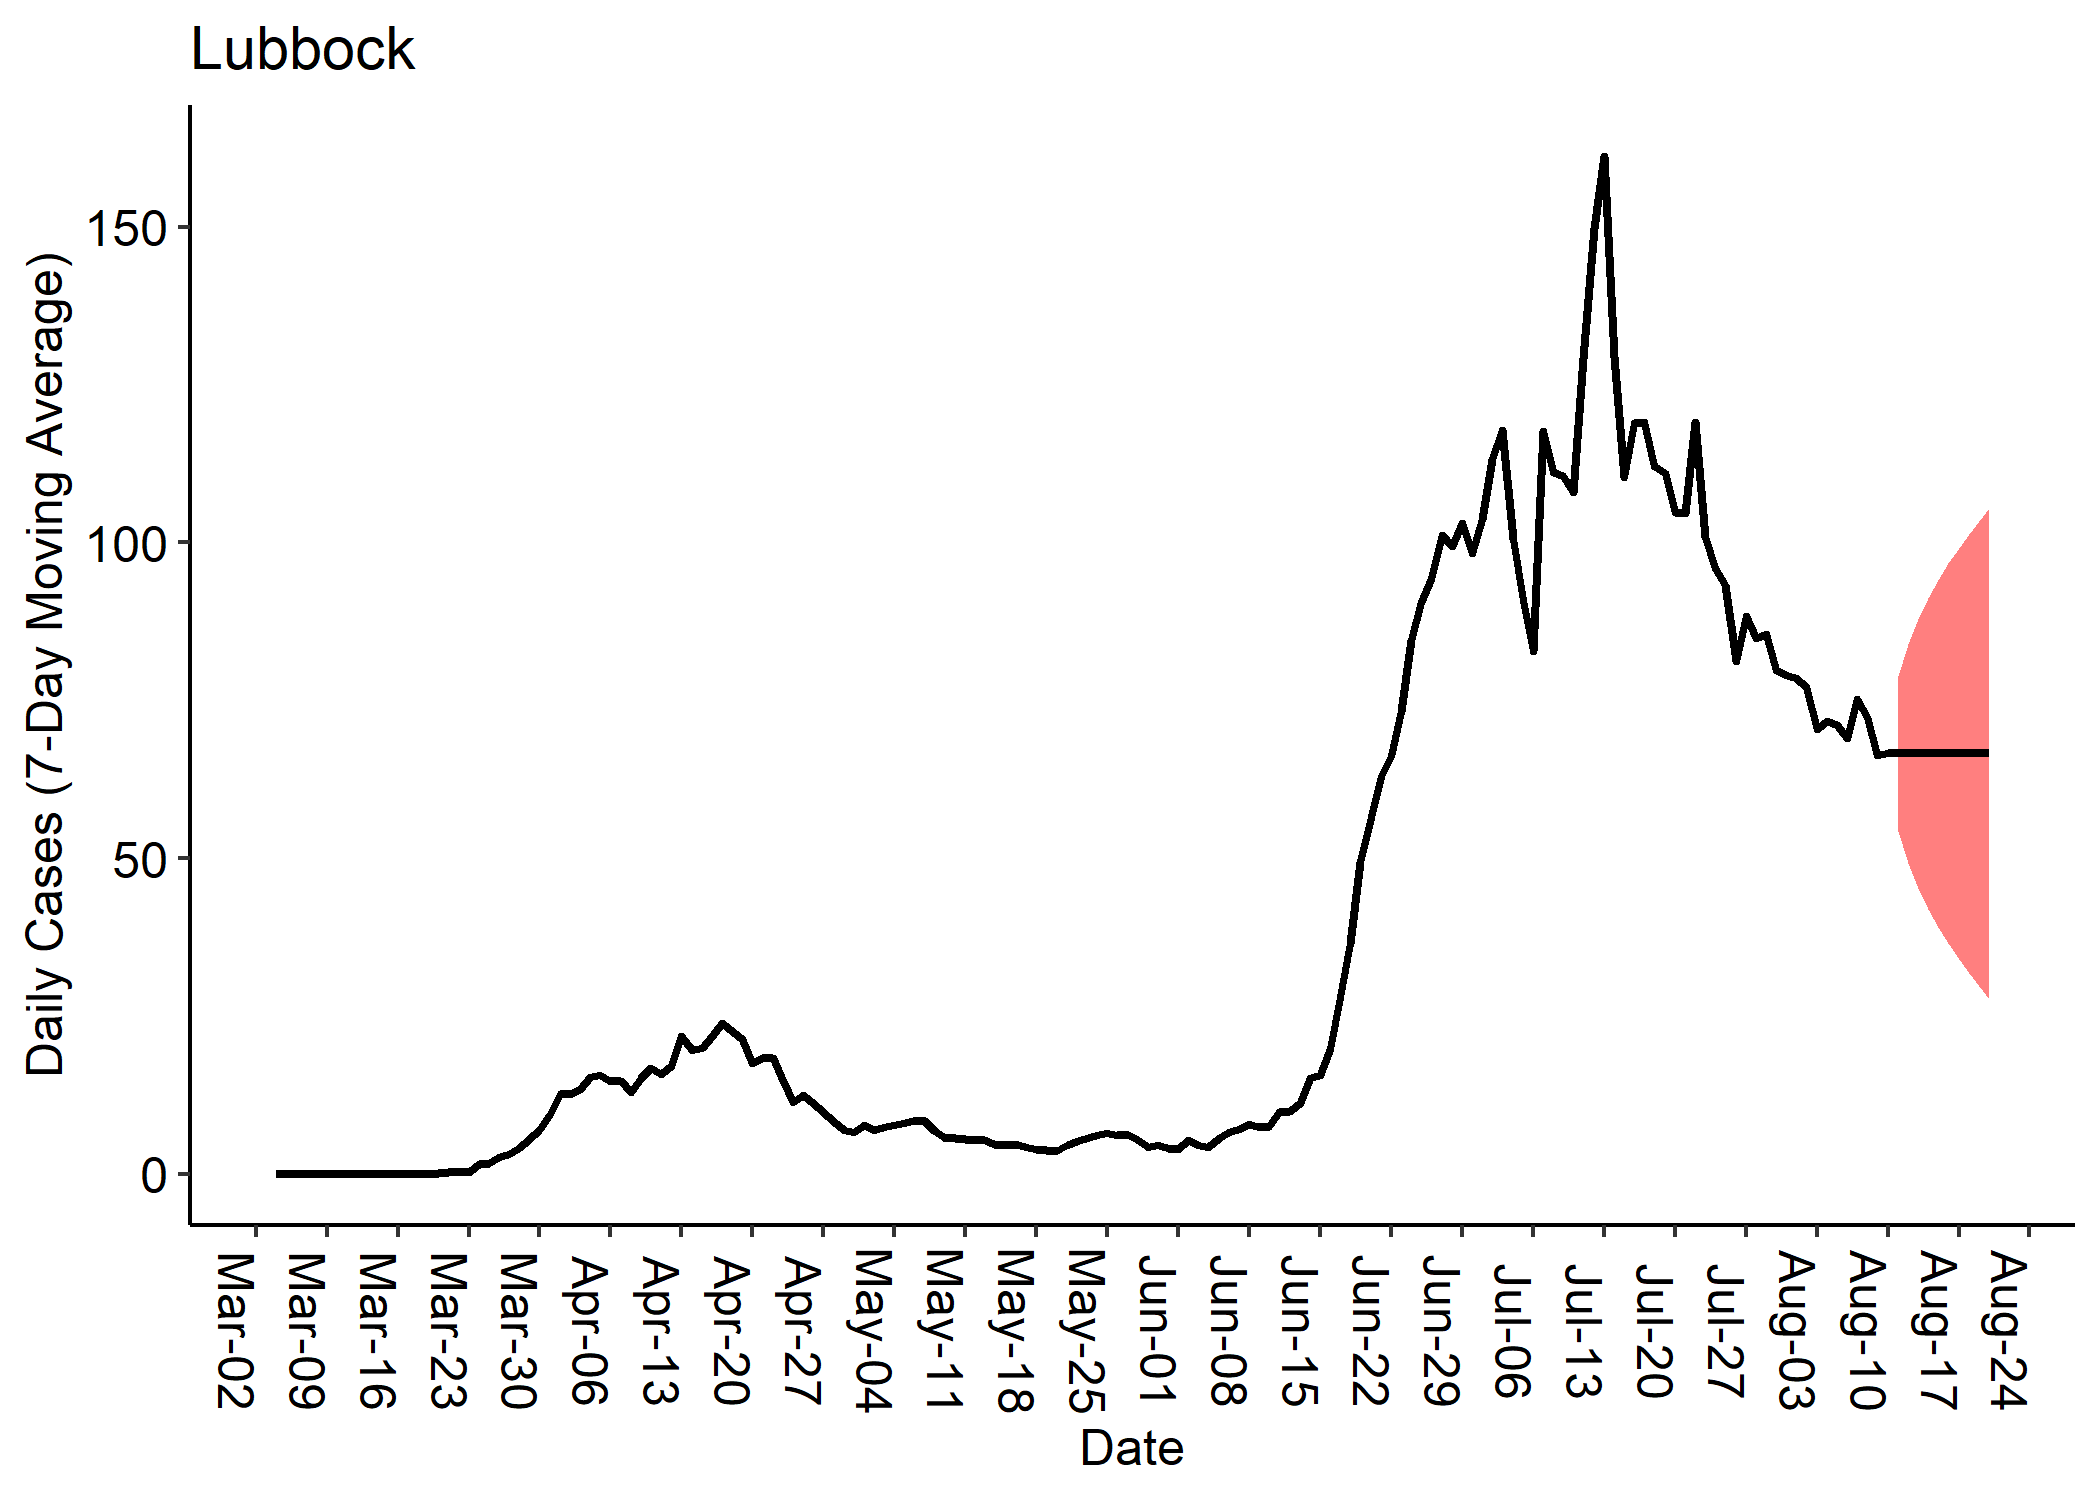 Lubbock
Daily Cases (7-Day Moving Average)
150
100
50
0
Mar-02
Mar-09
Mar-16
Mar-23
Mar-30
Apr-06
Apr-13
Apr-20
Apr-27
May-04
May-11
May-18
May-25
Jun-01
Jun-08
Jun-15
Jun-22
Jun-29
Jul-06
Jul-13
Jul-20
Jul-27
Aug-03
Aug-10
Aug-17
Aug-24
Date